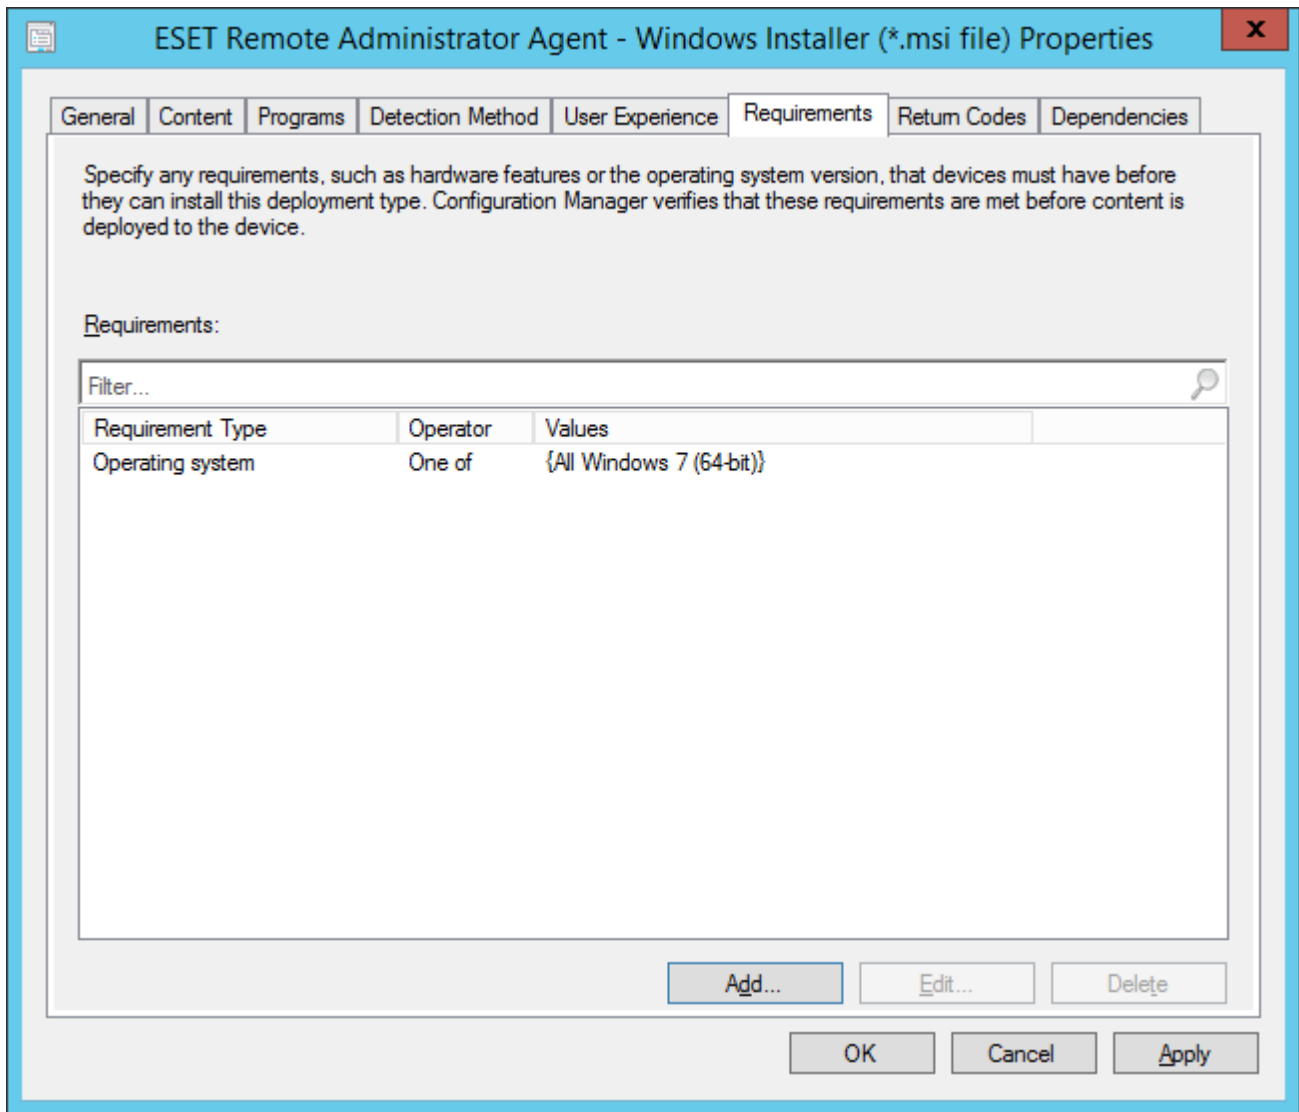 ESET Remote Administrator Agent - Windows Installer (*.msi file) Properties
x
General Content Programs Detection Method User Experience Requirements Return Codes Dependencies
Specify any requirements, such as hardware features or the operating system version, that devices must have before
they can install this deployment type. Configuration Manager verifies that these requirements are met before content is
deployed to the device.
Requirements:
Filter...
Requirement Type Operator Values
Operating system One of {All Windows 7 (64-bit)}
Add... Edit... Delete
OK Cancel Apply